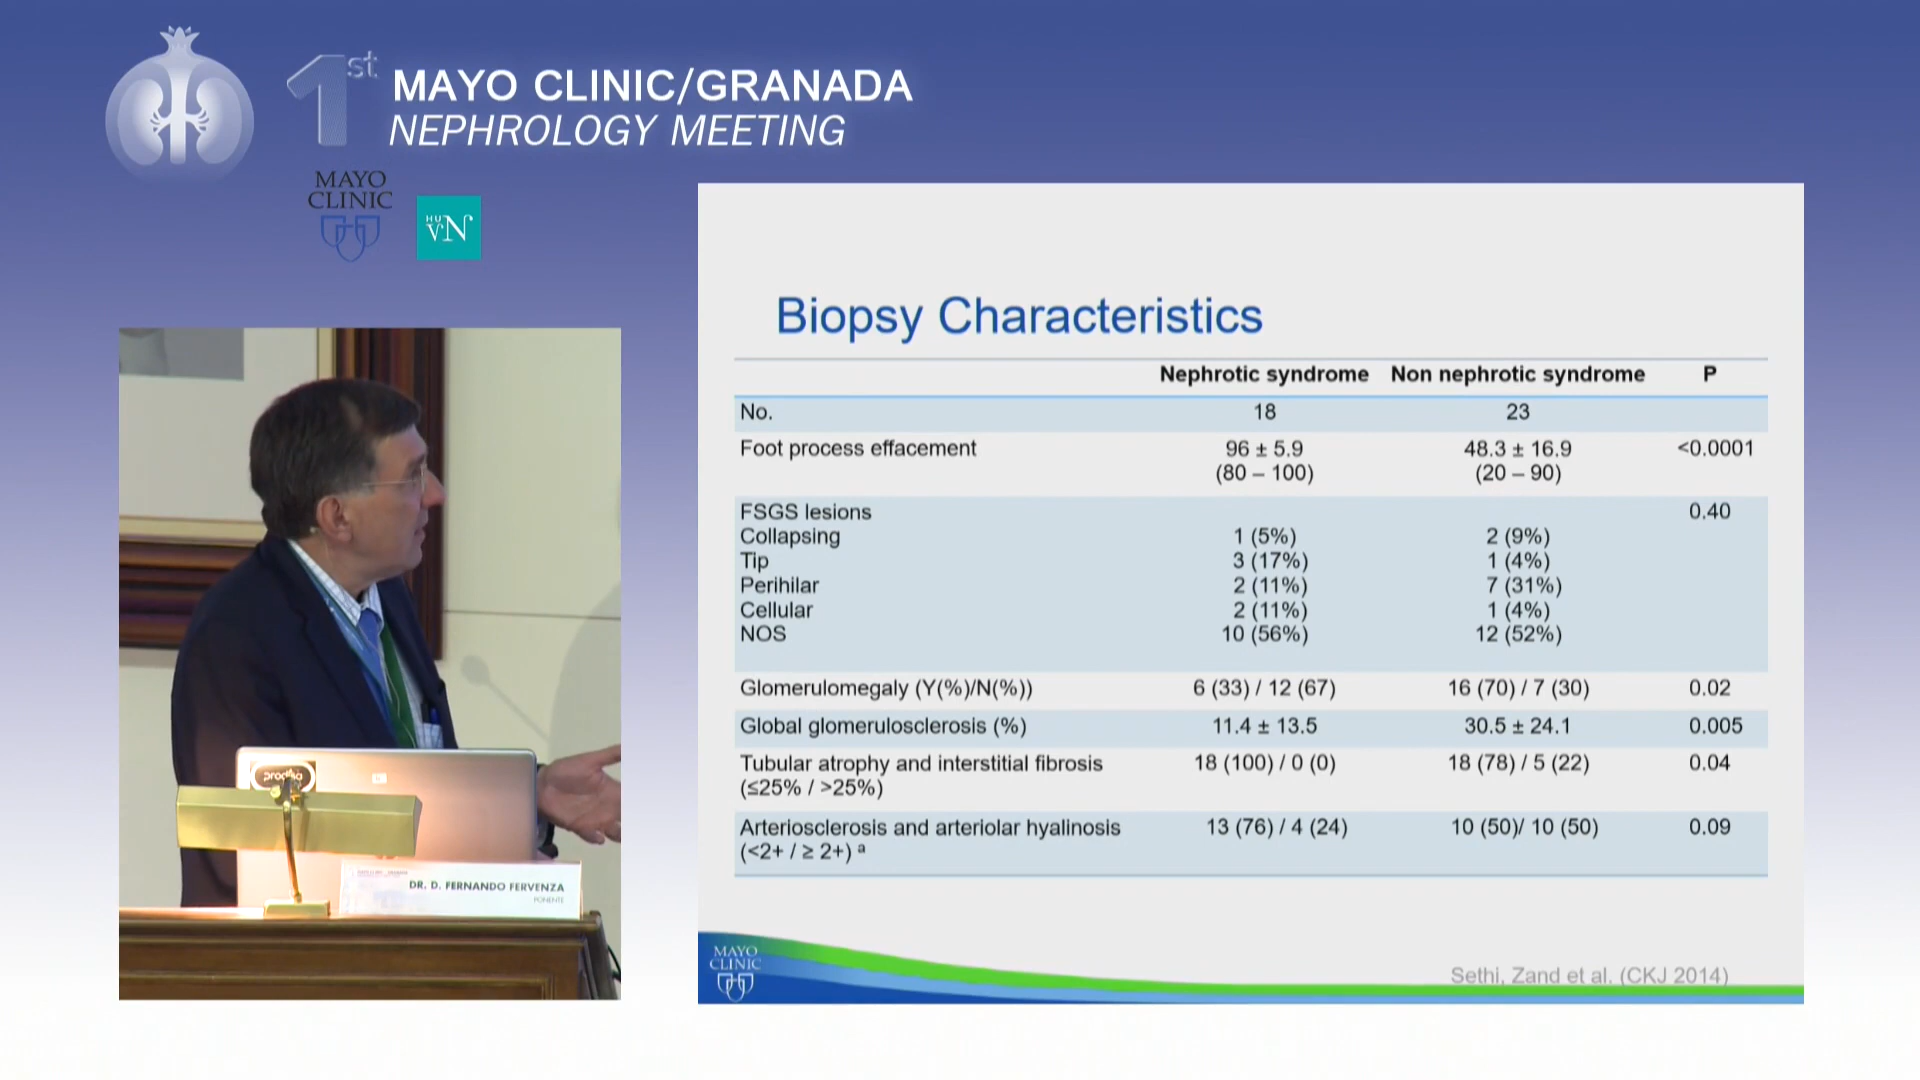 1st
MAYO CLINIC/GRANADA
NEPHROLOGY MEETING
MAYO
CLINIC
HU
VN
Biopsy Characteristics
Nephrotic syndrome Non nephrotic syndrome P
No. 18 23
Foot process effacement 96 ± 5.9 48.3 ± 16.9 <0.0001
(80 – 100) (20 – 90)
FSGS lesions 0.40
Collapsing 1 (5%) 2 (9%)
Tip 3 (17%) 1 (4%)
Perihilar 2 (11%) 7 (31%)
Cellular 2 (11%) 1 (4%)
NOS 10 (56%) 12 (52%)
Glomerulomegaly (Y(%)/N(%)) 6 (33) / 12 (67) 16 (70) / 7 (30) 0.02
Global glomerulosclerosis (%) 11.4 ± 13.5 30.5 ± 24.1 0.005
Tubular atrophy and interstitial fibrosis 18 (100) / 0 (0) 18 (78) / 5 (22) 0.04
(≤25% / >25%)
Arteriosclerosis and arteriolar hyalinosis 13 (76) / 4 (24) 10 (50)/ 10 (50) 0.09
(<2+ / ≥ 2+) ª
MAYO
CLINIC
Sethi, Zand et al. (CKJ 2014)
DR. D. FERNANDO FERVENZA
PONENTE